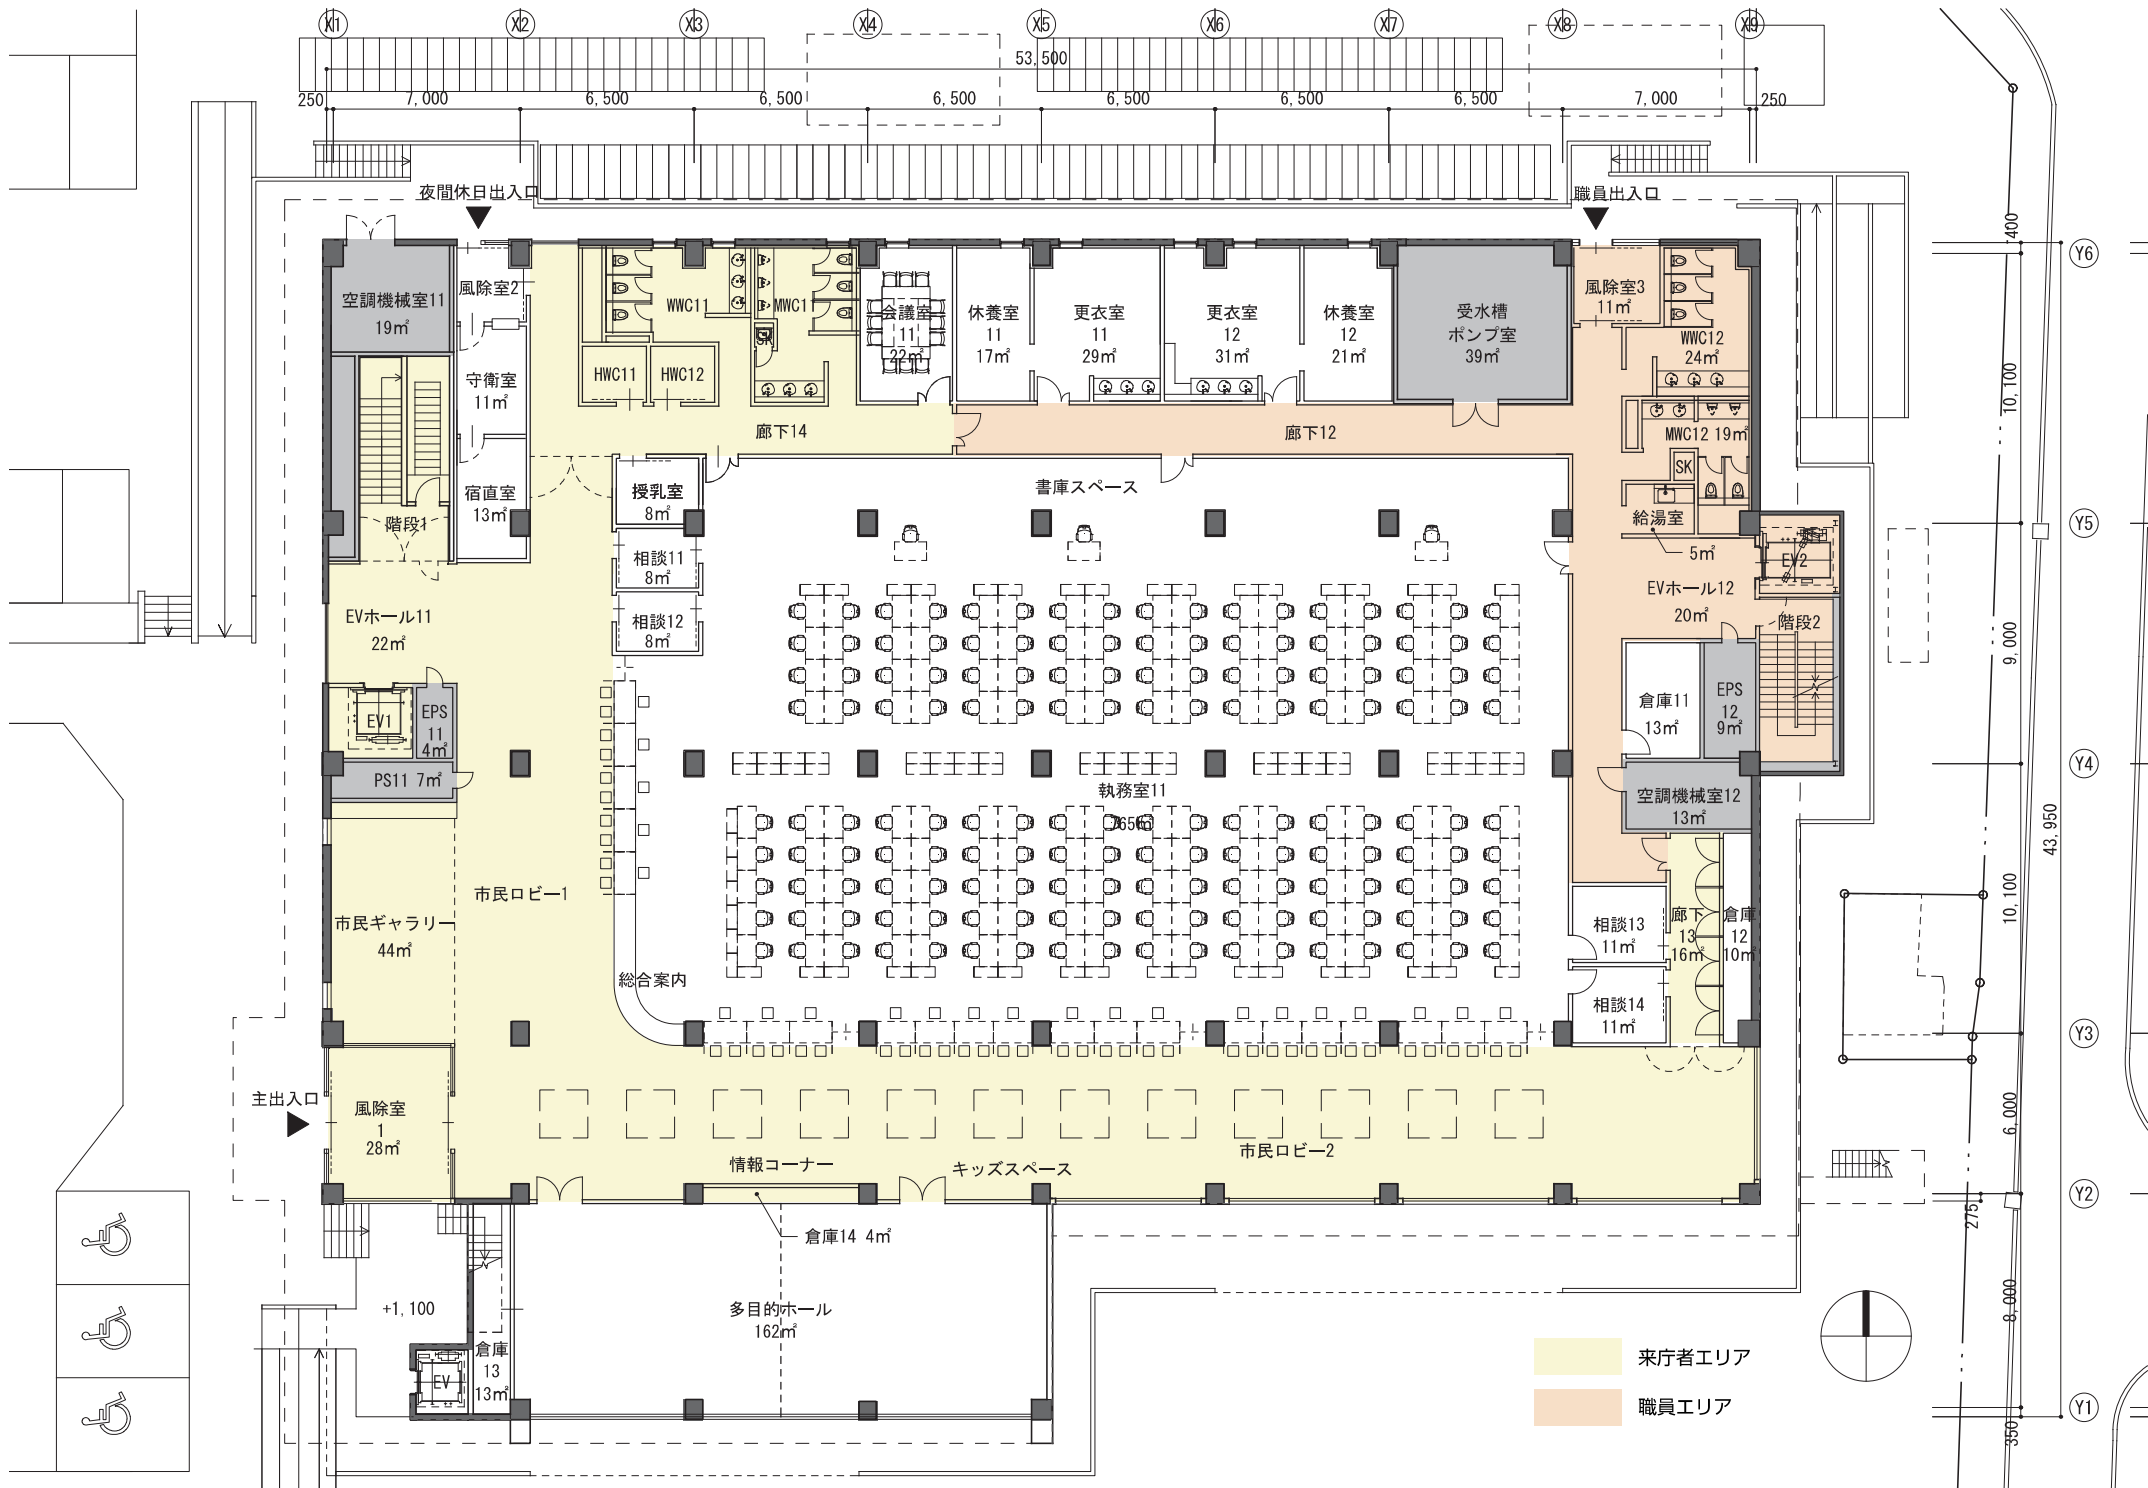 X1 X2 X3 X4 X5 X6 X7 X8 X9
53,500
250 7,000 6,500 6,500 6,500 6,500 6,500 6,500 7,000 250
夜間休日出入口
職員出入口
400
Y6
空調機械室11
19㎡
風除室2
WWC11
MWC11
SK
会議室
11
22㎡
休養室
11
17㎡
更衣室
11
29㎡
更衣室
12
31㎡
休養室
12
21㎡
受水槽
ポンプ室
39㎡
風除室3
11㎡
WWC12
24㎡
守衛室
11㎡
HWC11
HWC12
10,100
廊下14
廊下12
MWC12 19㎡
SK
宿直室
13㎡
階段1
授乳室
8㎡
書庫スペース
給湯室
5㎡
Y5
相談11
8㎡
相談12
8㎡
EVホール11
22㎡
EV2
EVホール12
20㎡
階段2
9,000
EV1
EPS
11
4㎡
PS11 7㎡
倉庫11
13㎡
EPS
12
9㎡
Y4
執務室11
空調機械室12
13㎡
43,950
市民ロビー1
市民ギャラリー
44㎡
10,100
相談13
11㎡
廊下
13
16㎡
倉庫
12
10㎡
総合案内
相談14
11㎡
Y3
主出入口
風除室
1
28㎡
6,000
市民ロビー2
情報コーナー
キッズスペース
Y2
275
倉庫14 4㎡
+1,100
多目的ホール
162㎡
8,000
倉庫
13
13㎡
EV
来庁者エリア
職員エリア
Y1
350